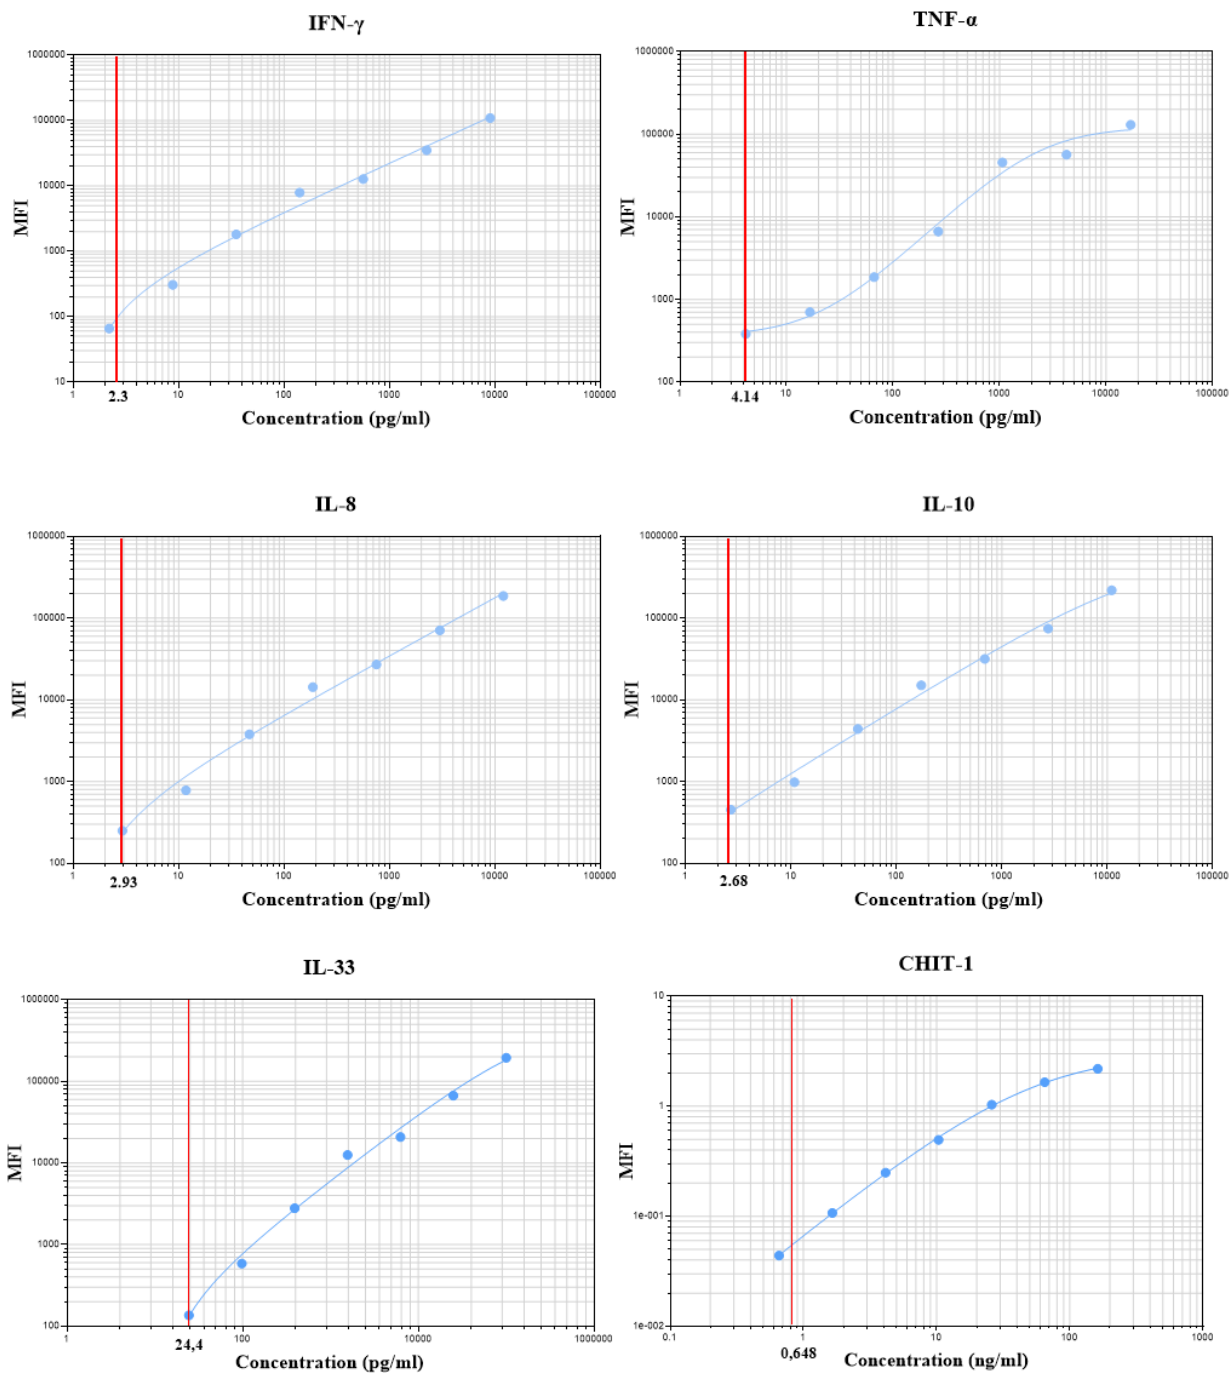 IFN-γ
1000000
100000
10000
1000
100
10
MFI
1 10 100 1000 10000 100000
2.3
Concentration (pg/ml)
TNF-α
1000000
100000
10000
1000
100
MFI
1 10 100 1000 10000 100000
4.14
Concentration (pg/ml)
IL-8
1000000
100000
10000
1000
100
MFI
1 10 100 1000 10000 100000
2.93
Concentration (pg/ml)
IL-10
1000000
100000
10000
1000
100
MFI
1 10 100 1000 10000 100000
2.68
Concentration (pg/ml)
IL-33
1000000
100000
10000
1000
100
MFI
1 100 10000 1000000
24,4
Concentration (pg/ml)
CHIT-1
10
1
1e-001
1e-002
MFI
0.1 1 10 100 1000
0,648
Concentration (ng/ml)